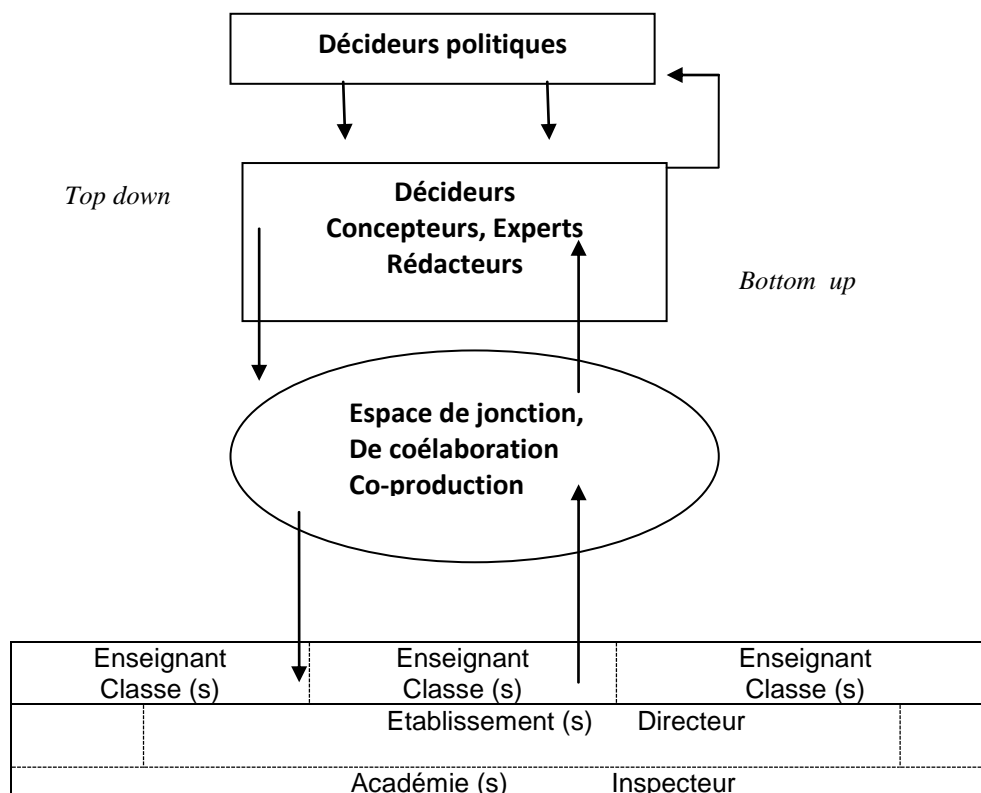 Décideurs politiques
Top down
Décideurs
Concepteurs, Experts
Rédacteurs
Bottom up
Espace de jonction,
De coélaboration
Co-production
Enseignant
Classe (s)
Enseignant
Classe (s)
Enseignant
Classe (s)
Etablissement (s) Directeur
Académie (s) Inspecteur